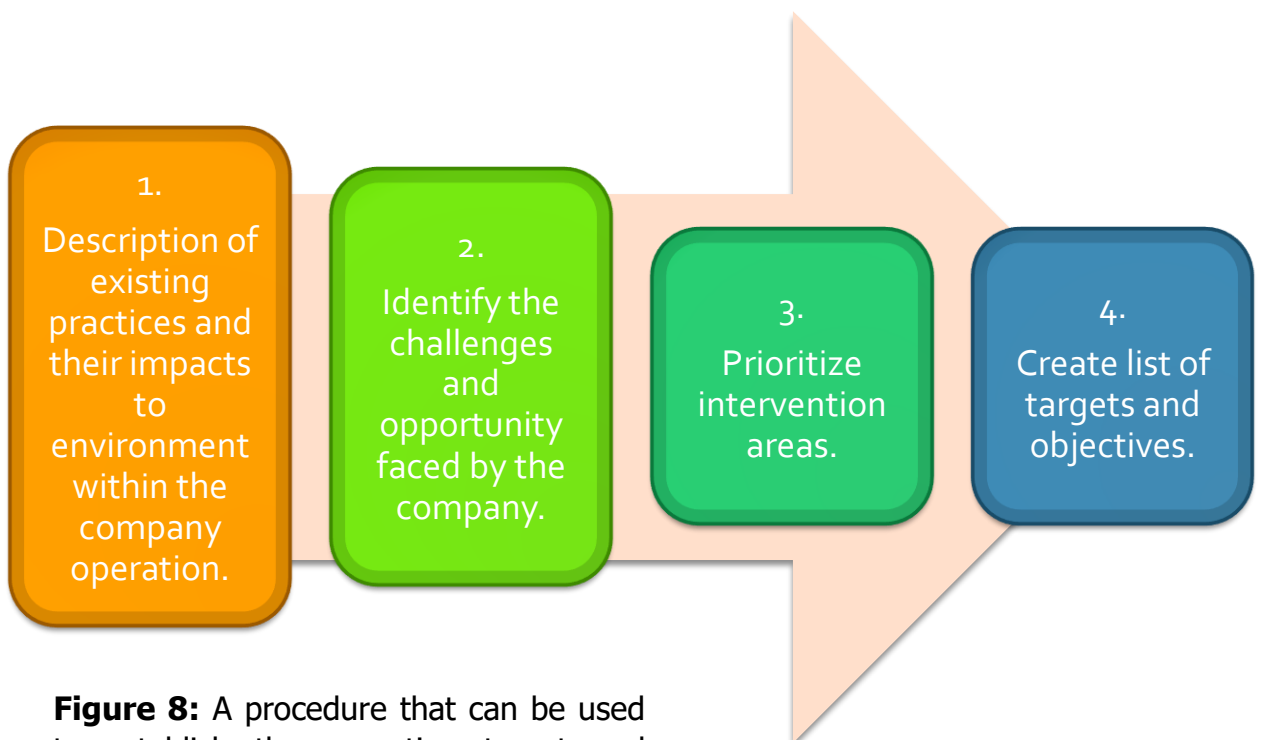 1.
Description of
existing
practices and
their impacts
to
environment
within the
company
operation.
2.
Identify the
challenges
and
opportunity
faced by the
company.
3.
Prioritize
intervention
areas.
4.
Create list of
targets and
objectives.
Figure 8: A procedure that can be used